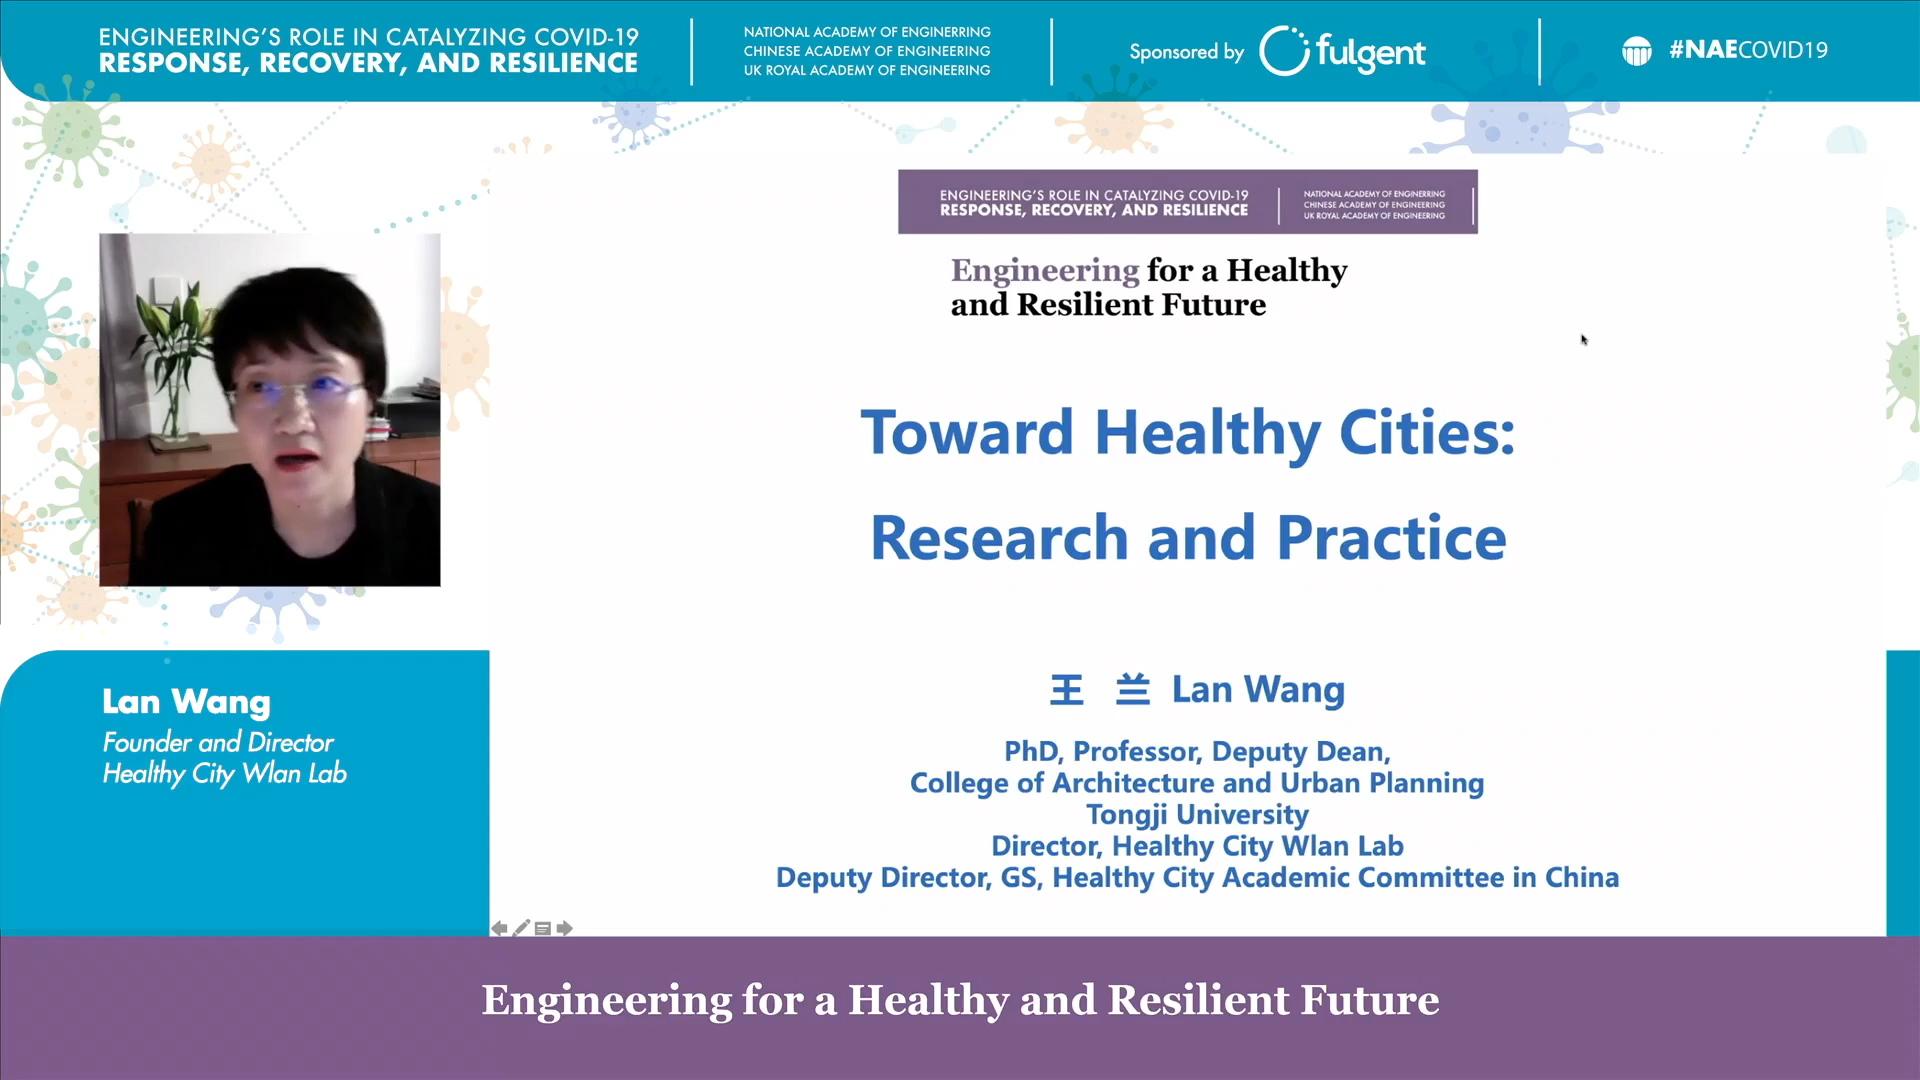 ENGINEERING'S ROLE IN CATALYZING COVID-19
RESPONSE, RECOVERY, AND RESILIENCE
NATIONAL ACADEMY OF ENGINERRING
CHINESE ACADEMY OF ENGINEERING
UK ROYAL ACADEMY OF ENGINEERING
Sponsored by fulgent
#NAECOVID19
ENGINEERING'S ROLE IN CATALYZING COVID-19
RESPONSE, RECOVERY, AND RESILIENCE
NATIONAL ACADEMY OF ENGINERRING
CHINESE ACADEMY OF ENGINEERING
UK ROYAL ACADEMY OF ENGINEERING
Engineering for a Healthy
and Resilient Future
Toward Healthy Cities:
Research and Practice
王 兰 Lan Wang
PhD, Professor, Deputy Dean,
College of Architecture and Urban Planning
Tongji University
Director, Healthy City Wlan Lab
Deputy Director, GS, Healthy City Academic Committee in China
Lan Wang
Founder and Director
Healthy City Wlan Lab
Engineering for a Healthy and Resilient Future